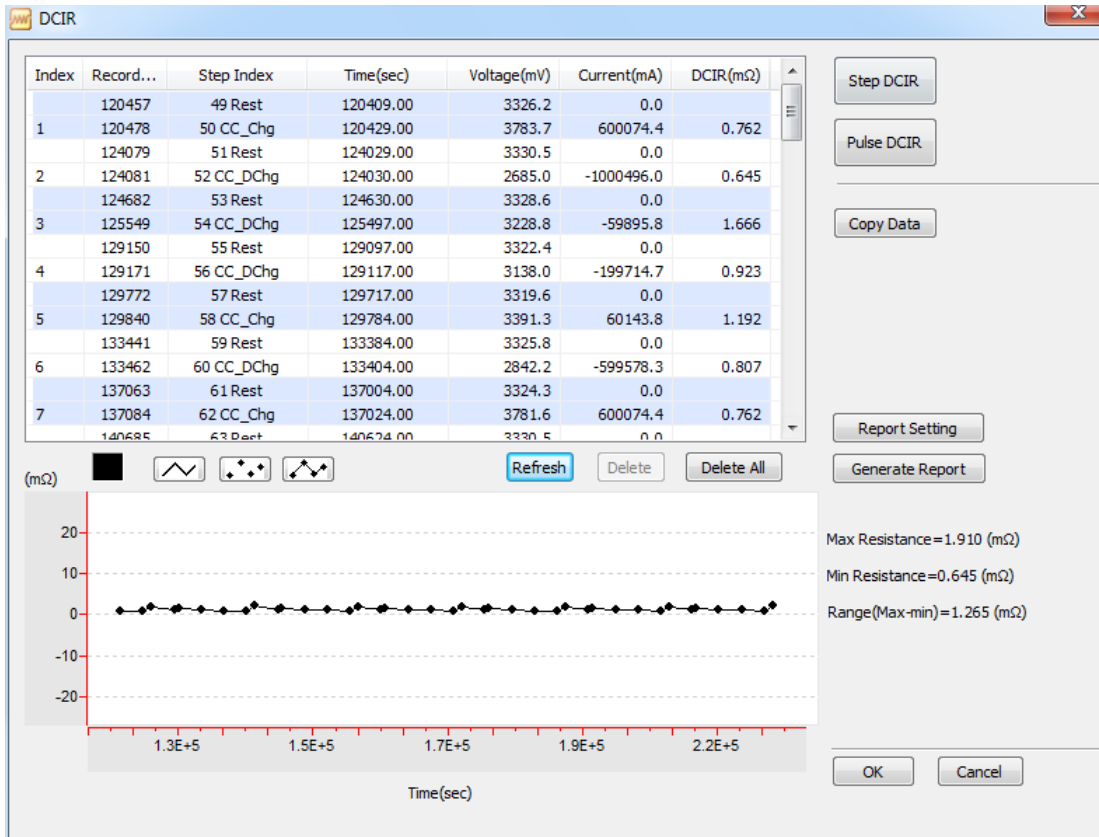 DCIR
Index Record... Step Index Time(sec) Voltage(mV) Current(mA) DCIR(mΩ)
120457 49 Rest 120409.00 3326.2 0.0
1 120478 50 CC_Chg 120429.00 3783.7 600074.4 0.762
124079 51 Rest 124029.00 3330.5 0.0
2 124081 52 CC_DChg 124030.00 2685.0 -1000496.0 0.645
124682 53 Rest 124630.00 3328.6 0.0
3 125549 54 CC_DChg 125497.00 3228.8 -59895.8 1.666
129150 55 Rest 129097.00 3322.4 0.0
4 129171 56 CC_DChg 129117.00 3138.0 -199714.7 0.923
129772 57 Rest 129717.00 3319.6 0.0
5 129840 58 CC_Chg 129784.00 3391.3 60143.8 1.192
133441 59 Rest 133384.00 3325.8 0.0
6 133462 60 CC_DChg 133404.00 2842.2 -599578.3 0.807
137063 61 Rest 137004.00 3324.3 0.0
7 137084 62 CC_Chg 137024.00 3781.6 600074.4 0.762
140685 63 Rest 140624.00 3330.5 0.0
Step DCIR
Pulse DCIR
Copy Data
Report Setting
Generate Report
Refresh Delete Delete All
(mΩ)
20
10
0
-10
-20
1.3E+5 1.5E+5 1.7E+5 1.9E+5 2.2E+5
Time(sec)
Max Resistance=1.910 (mΩ)
Min Resistance=0.645 (mΩ)
Range(Max-min)=1.265 (mΩ)
OK Cancel